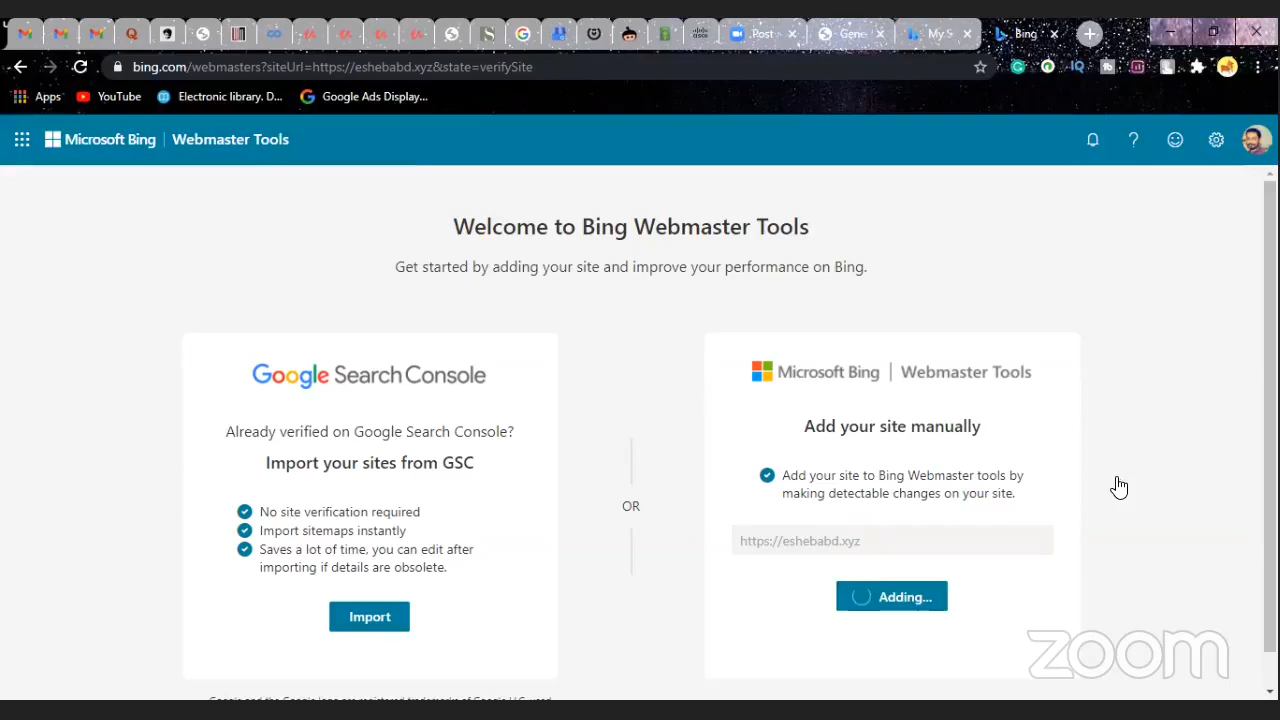 Post
Gene
My S
Bing
bing.com/webmasters?siteUrl=https://eshebabd.xyz&state=verifySite
Apps YouTube Electronic library. D... Google Ads Display...
Microsoft Bing Webmaster Tools
Welcome to Bing Webmaster Tools
Get started by adding your site and improve your performance on Bing.
Google Search Console
Already verified on Google Search Console?
Import your sites from GSC
No site verification required
Import sitemaps instantly
Saves a lot of time, you can edit after
importing if details are obsolete.
Import
OR
Microsoft Bing Webmaster Tools
Add your site manually
Add your site to Bing Webmaster tools by
making detectable changes on your site.
https://eshebabd.xyz
Adding...
zoom